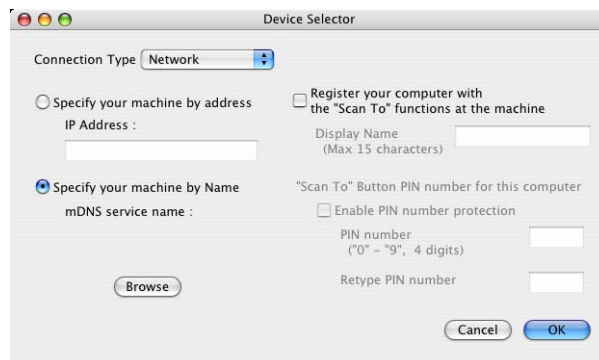 Device Selector
Connection Type Network
Specify your machine by address
IP Address :
Specify your machine by Name
mDNS service name :
Browse
Register your computer with
the "Scan To" functions at the machine
Display Name
(Max 15 characters)
"Scan To" Button PIN number for this computer
Enable PIN number protection
PIN number
("0" - "9", 4 digits)
Retype PIN number
Cancel OK